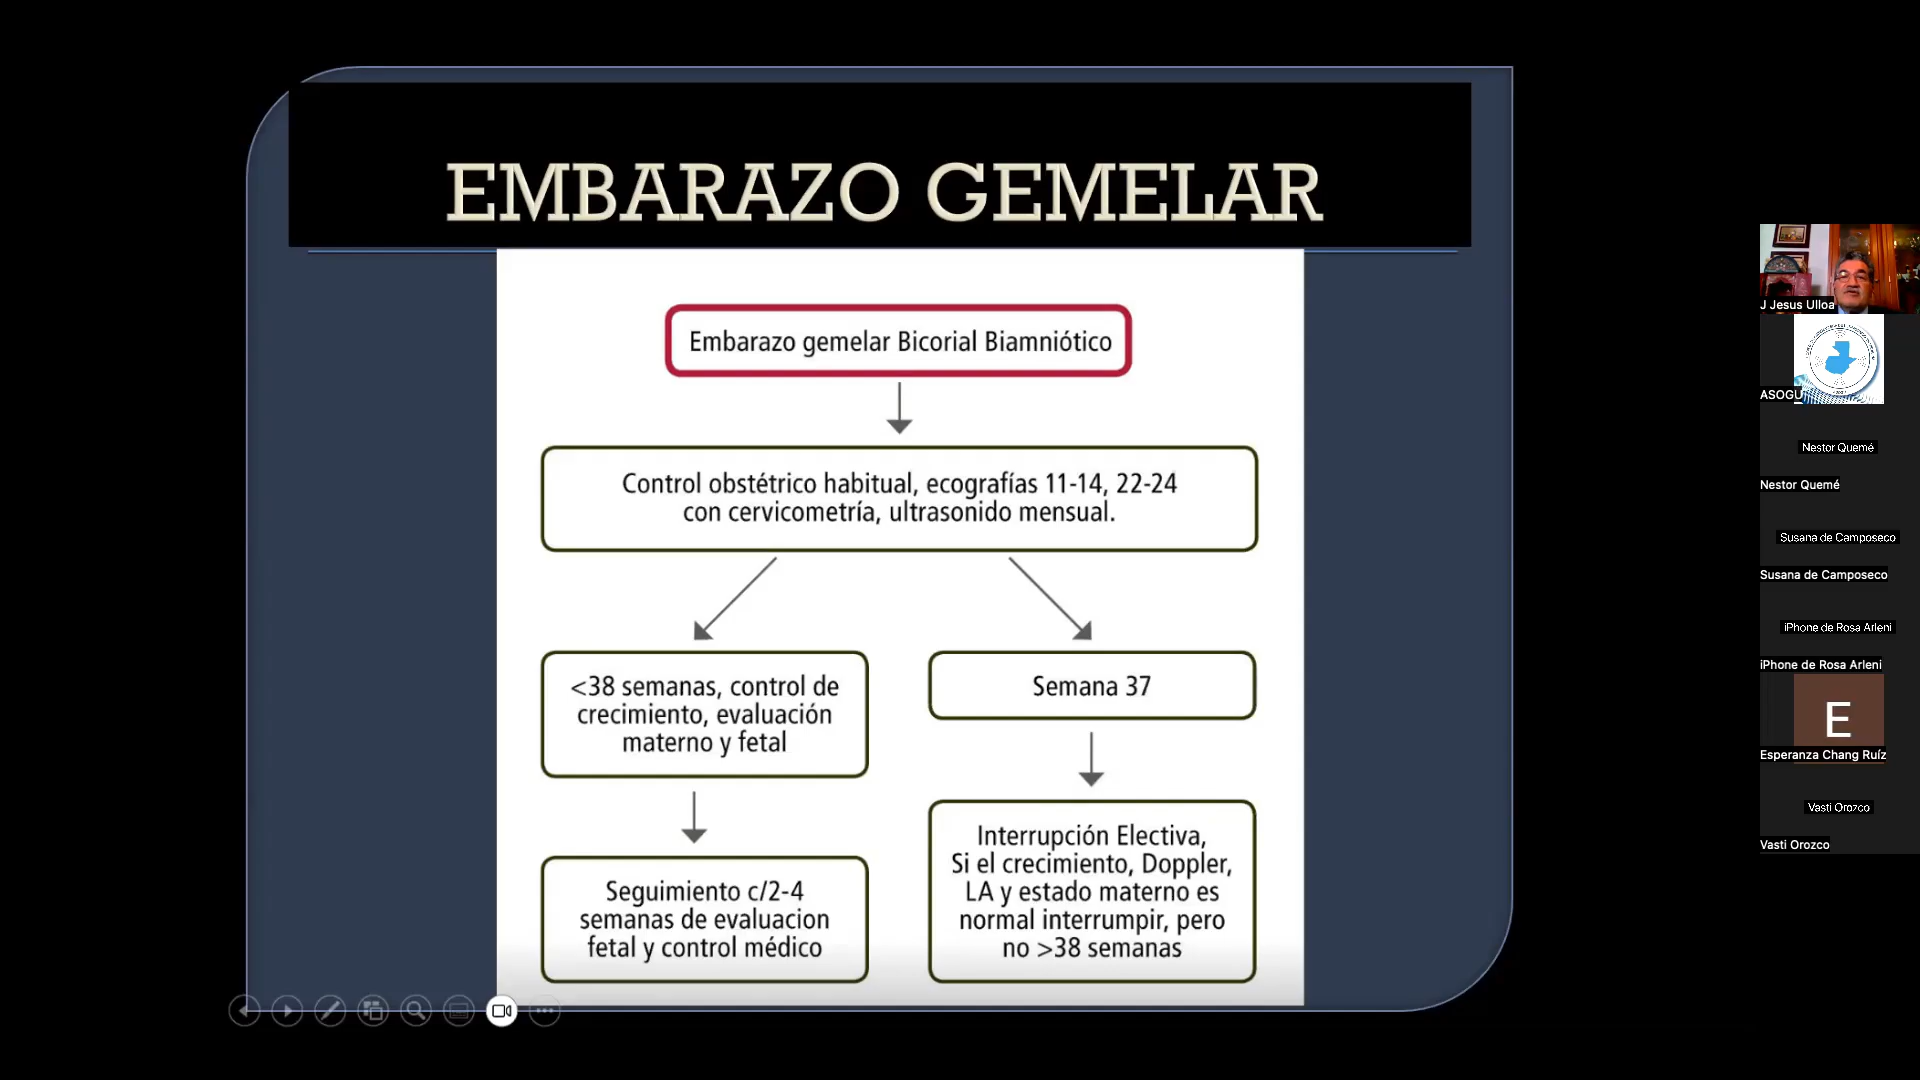 EMBARAZO GEMELAR
Embarazo gemelar Bicorial Biamniótico
Control obstétrico habitual, ecografías 11-14, 22-24
con cervicometría, ultrasonido mensual.
<38 semanas, control de
crecimiento, evaluación
materno y fetal
Semana 37
Seguimiento c/2-4
semanas de evaluacion
fetal y control médico
Interrupción Electiva,
Si el crecimiento, Doppler,
LA y estado materno es
normal interrumpir, pero
no >38 semanas
J Jesus Ulloa
ASOGU
Nestor Quemé
Nestor Quemé
Susana de Camposeco
Susana de Camposeco
iPhone de Rosa Arleni
iPhone de Rosa Arleni
E
Esperanza Chang Ruíz
Vasti Orozco
Vasti Orozco